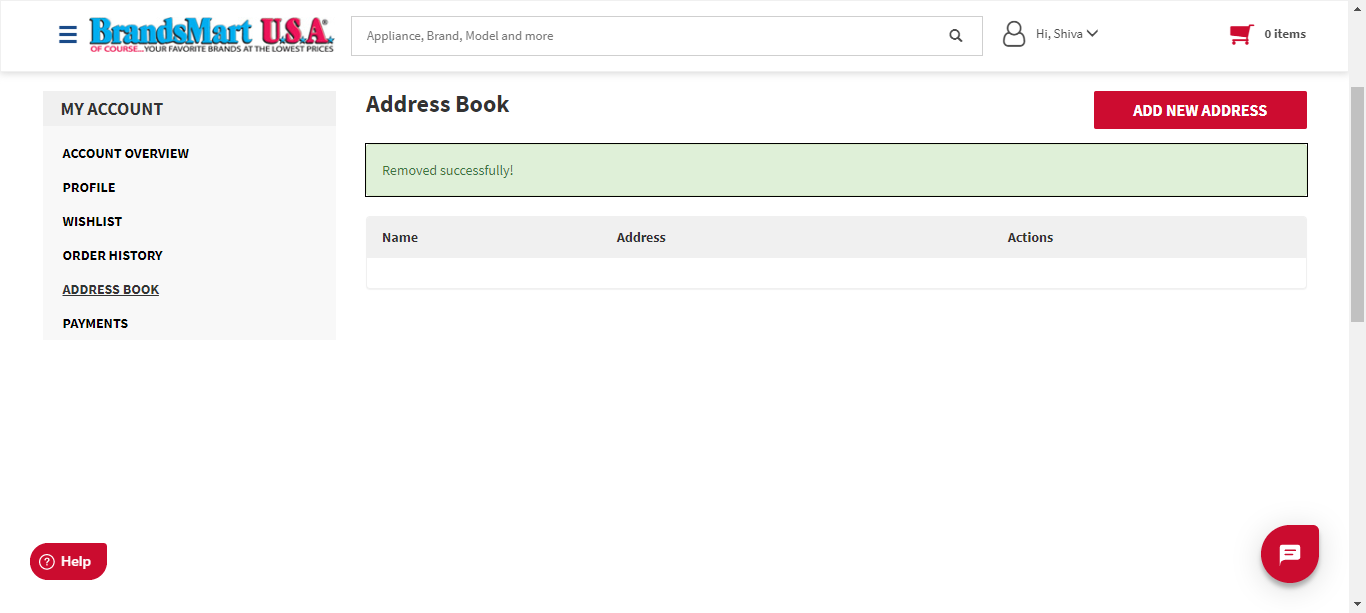 BrandsMart U.S.A.®
OF COURSE...YOUR FAVORITE BRANDS AT THE LOWEST PRICES
Appliance, Brand, Model and more
Hi, Shiva
0 items
MY ACCOUNT
ACCOUNT OVERVIEW
PROFILE
WISHLIST
ORDER HISTORY
ADDRESS BOOK
PAYMENTS
Address Book
ADD NEW ADDRESS
Removed successfully!
Name Address Actions
? Help